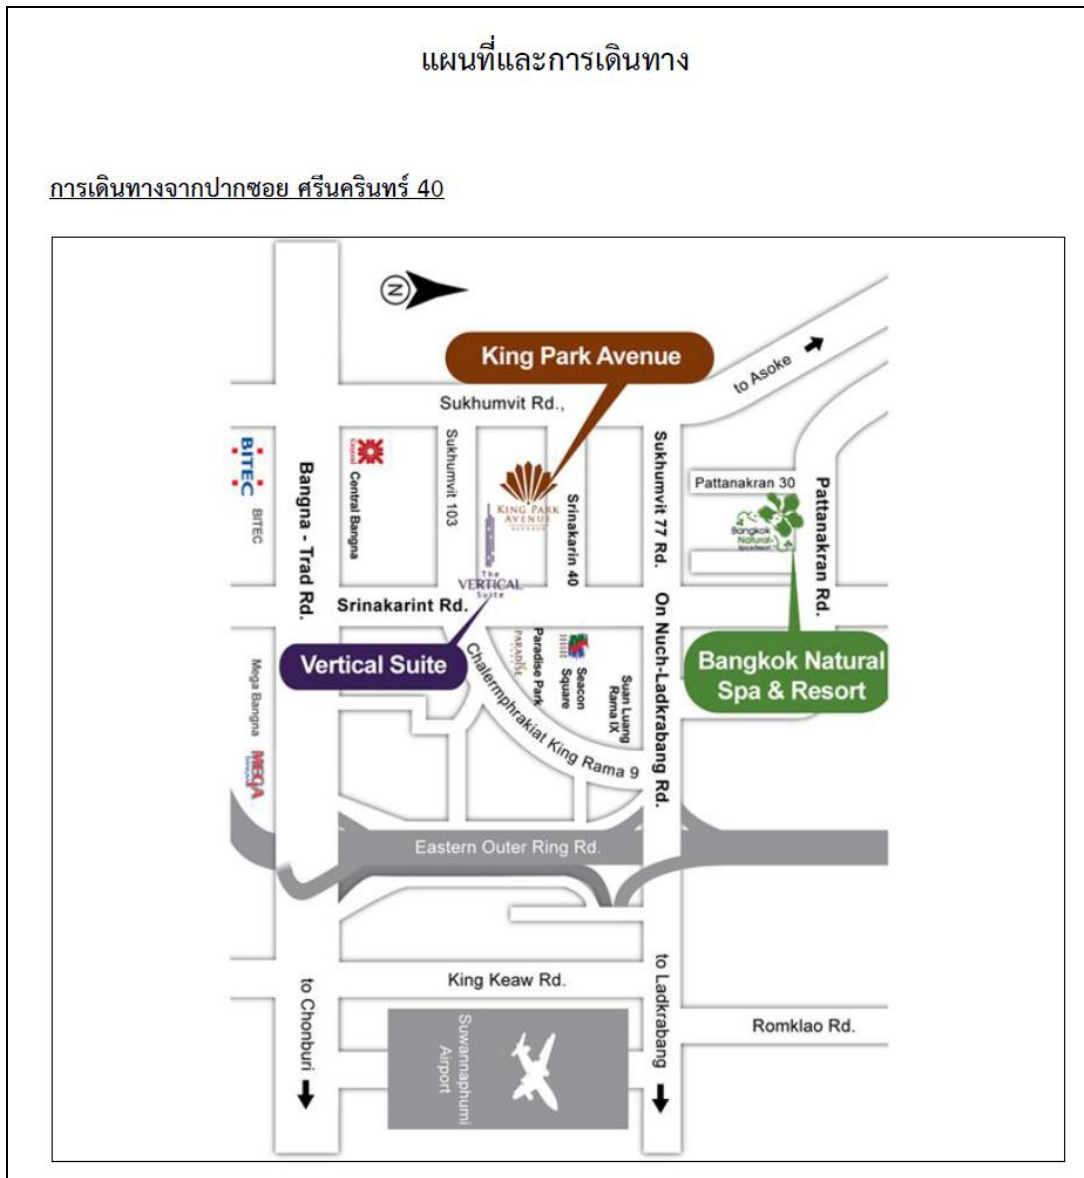 แผนที่และการเดินทาง
การเดินทางจากปากซอย ศรีนครินทร์ 40
N
King Park Avenue
to Asoke
Sukhumvit Rd.,
BITEC
BITEC
Bangna - Trad Rd.
Central
Central Bangna
Sukhumvit 103
KING PARK
AVENUE
Srinakarin 40
Sukhumvit 77 Rd.
Pattanakran 30
Bangkok
Natural
Spa & Resort
Pattanakran Rd.
The
VERTICAL
Suite
Srinakarint Rd.
On Nuch-Ladkrabang Rd.
Vertical Suite
Bangkok Natural
Spa & Resort
Mega Bangna
MEGA
Chalermphrakiat King Rama 9
PARADISE
Paradise Park
Seacon
Square
Suan Luang
Rama IX
Eastern Outer Ring Rd.
King Keaw Rd.
to Chonburi
Suwannaphumi
Airport
to Ladkrabang
Romklao Rd.